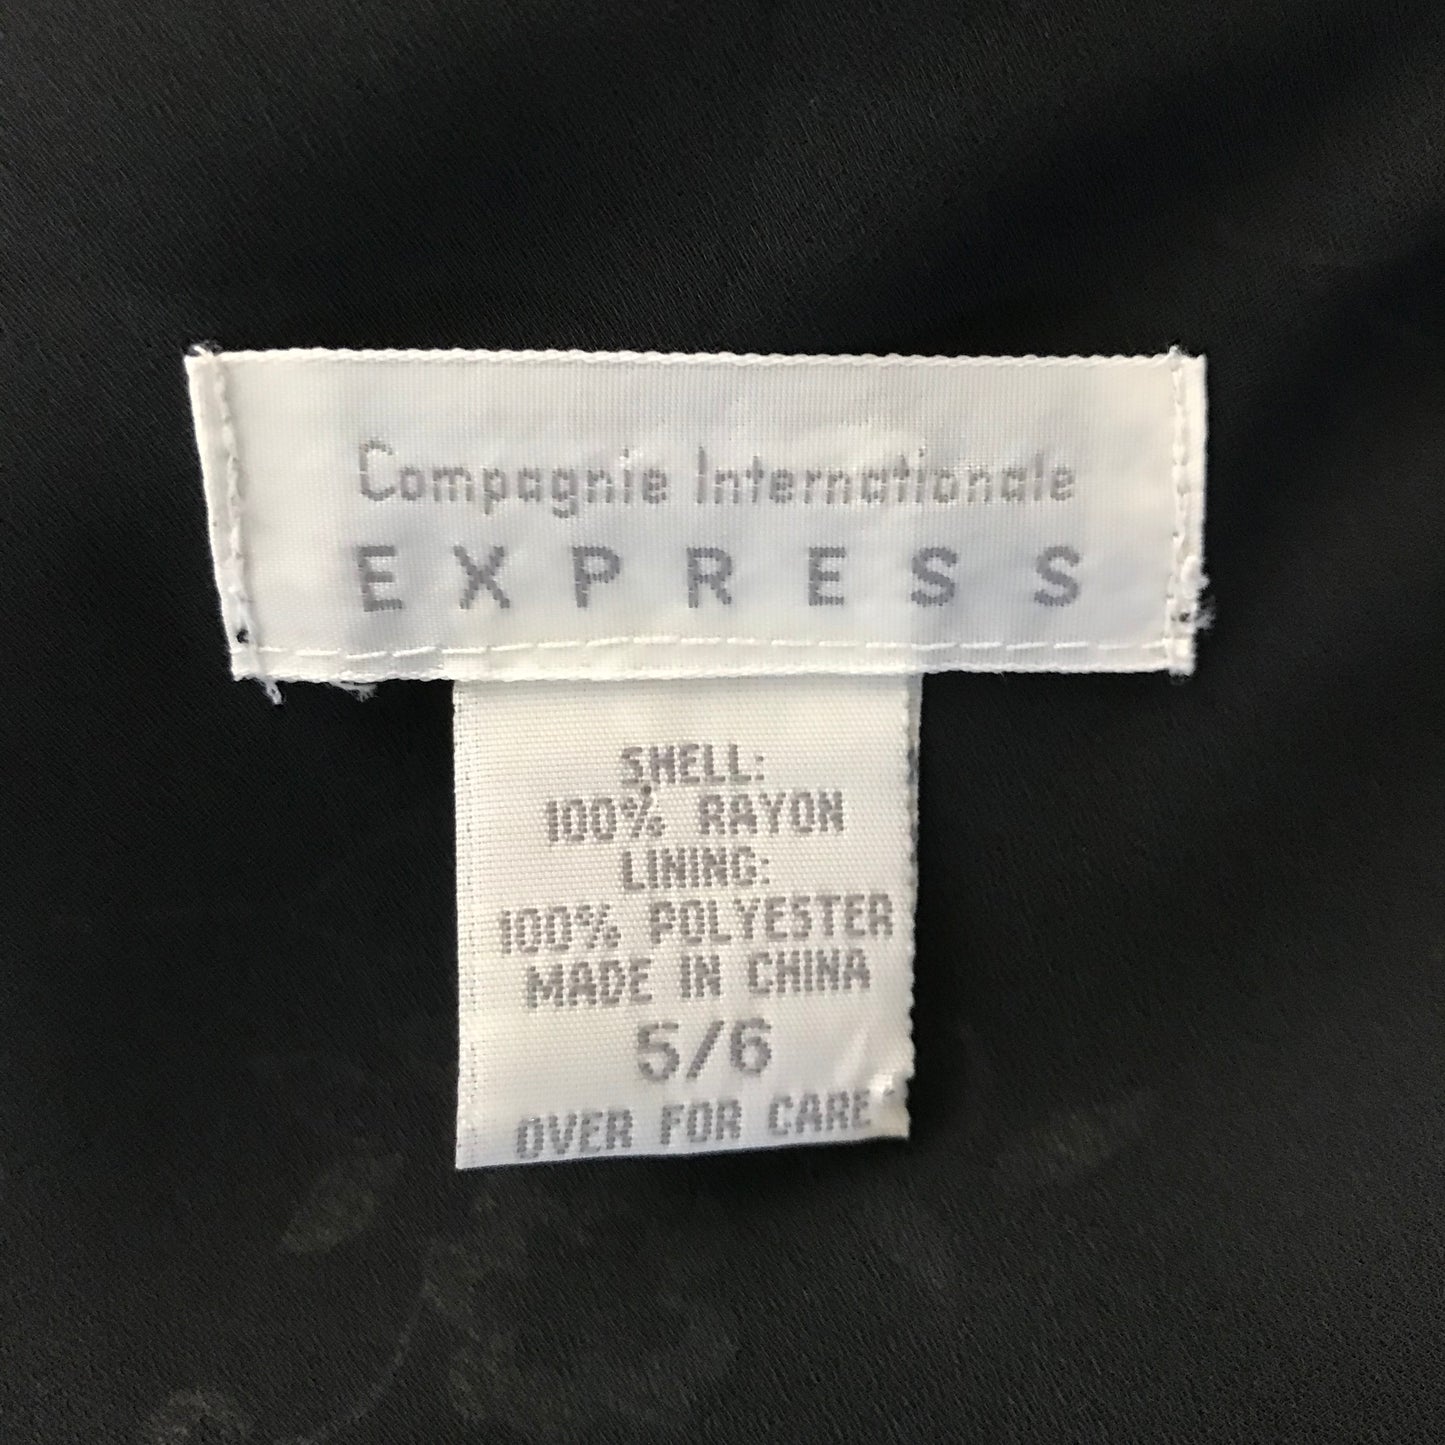 Compagnie Internationale
EXPRESS
SHELL:
100% RAYON
LINING:
100% POLYESTER
MADE IN CHINA
5/6
OVER FOR CARE